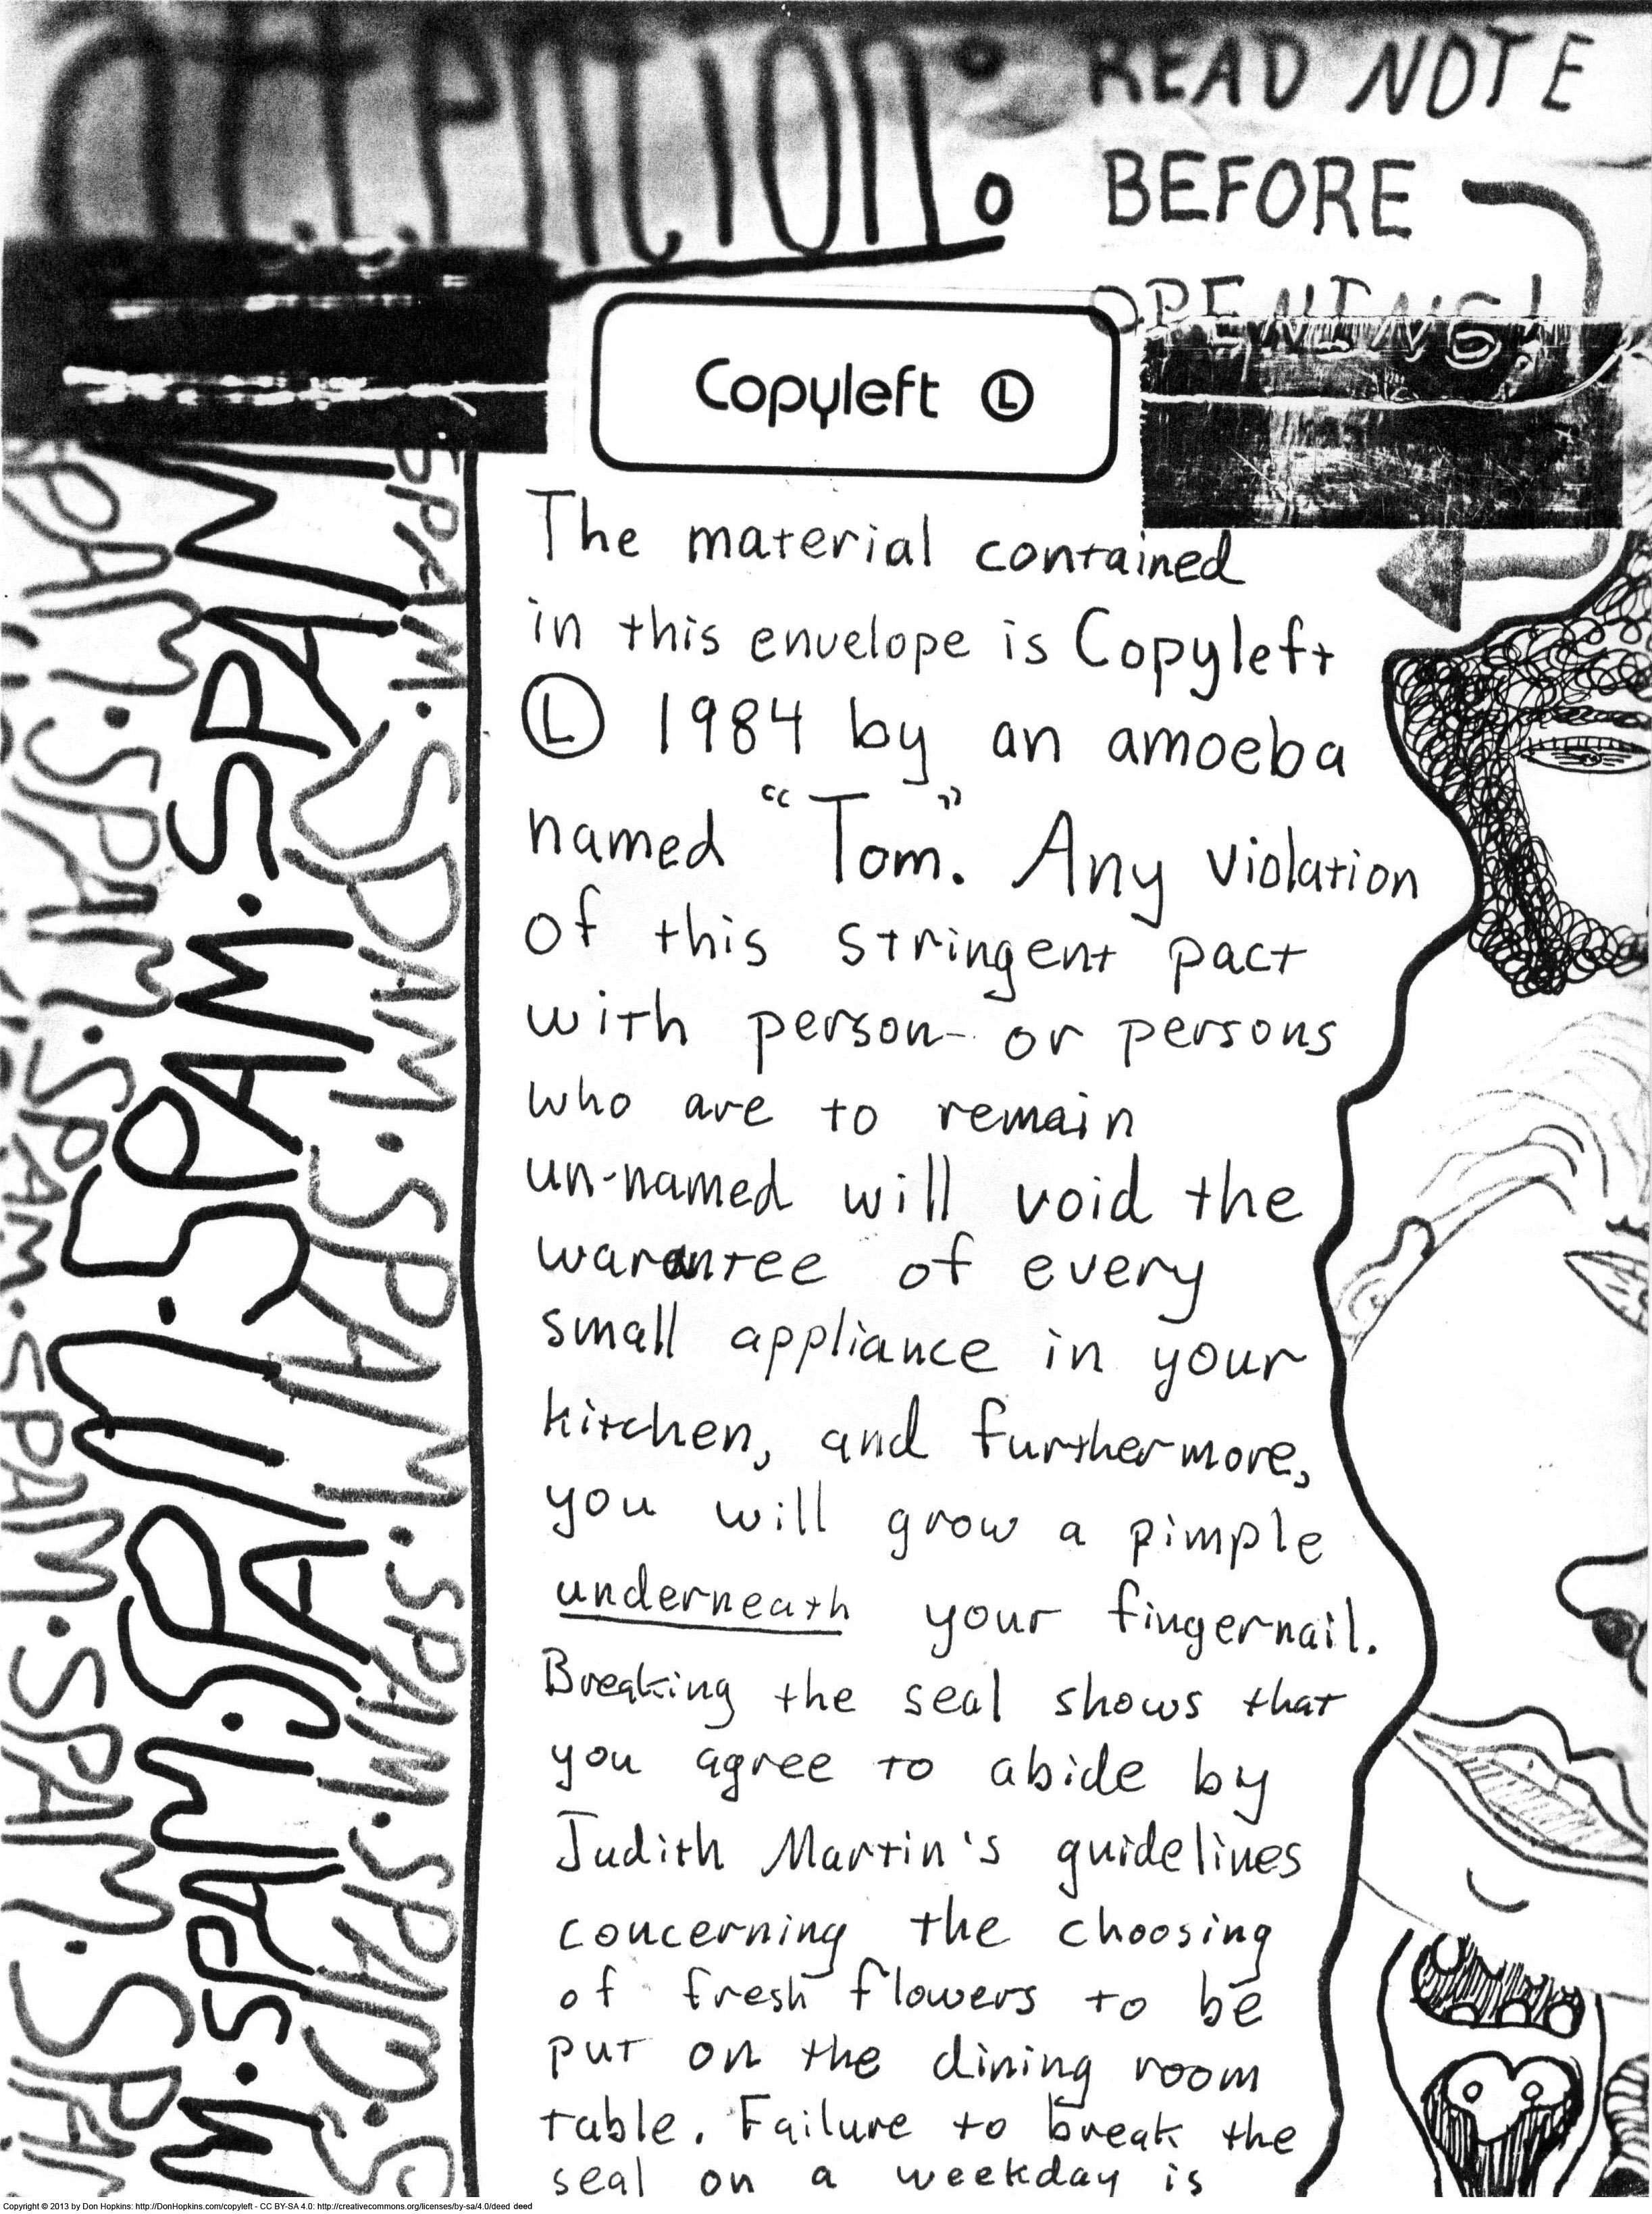 attention:
READ NOTE
BEFORE
OPENING!
Copyleft Ⓛ
The material contained
in this envelope is Copyleft
Ⓛ 1984 by an amoeba
named “Tom.” Any violation
of this stringent pact
with person- or persons
who are to remain
un-named will void the
warantee of every
small appliance in your
kitchen, and furthermore,
you will grow a pimple
underneath your fingernail.
Breaking the seal shows that
you agree to abide by
Judith Martin's guidelines
concerning the choosing
of fresh flowers to be
put on the dining room
table. Failure to break the
seal on a weekday is
SPAM. SPAM. SPAM. SPAM. SPAM. SPAM
SPAM. SPAM. SPAM. SPAM. SPAM. SPAM.
SPAM. SPAM. SPAM. SPAM. SPAM. SPAM
Copyright © 2013 by Don Hopkins: http://DonHopkins.com/copyleft - CC BY-SA 4.0: http://creativecommons.org/licenses/by-sa/4.0/deed deed